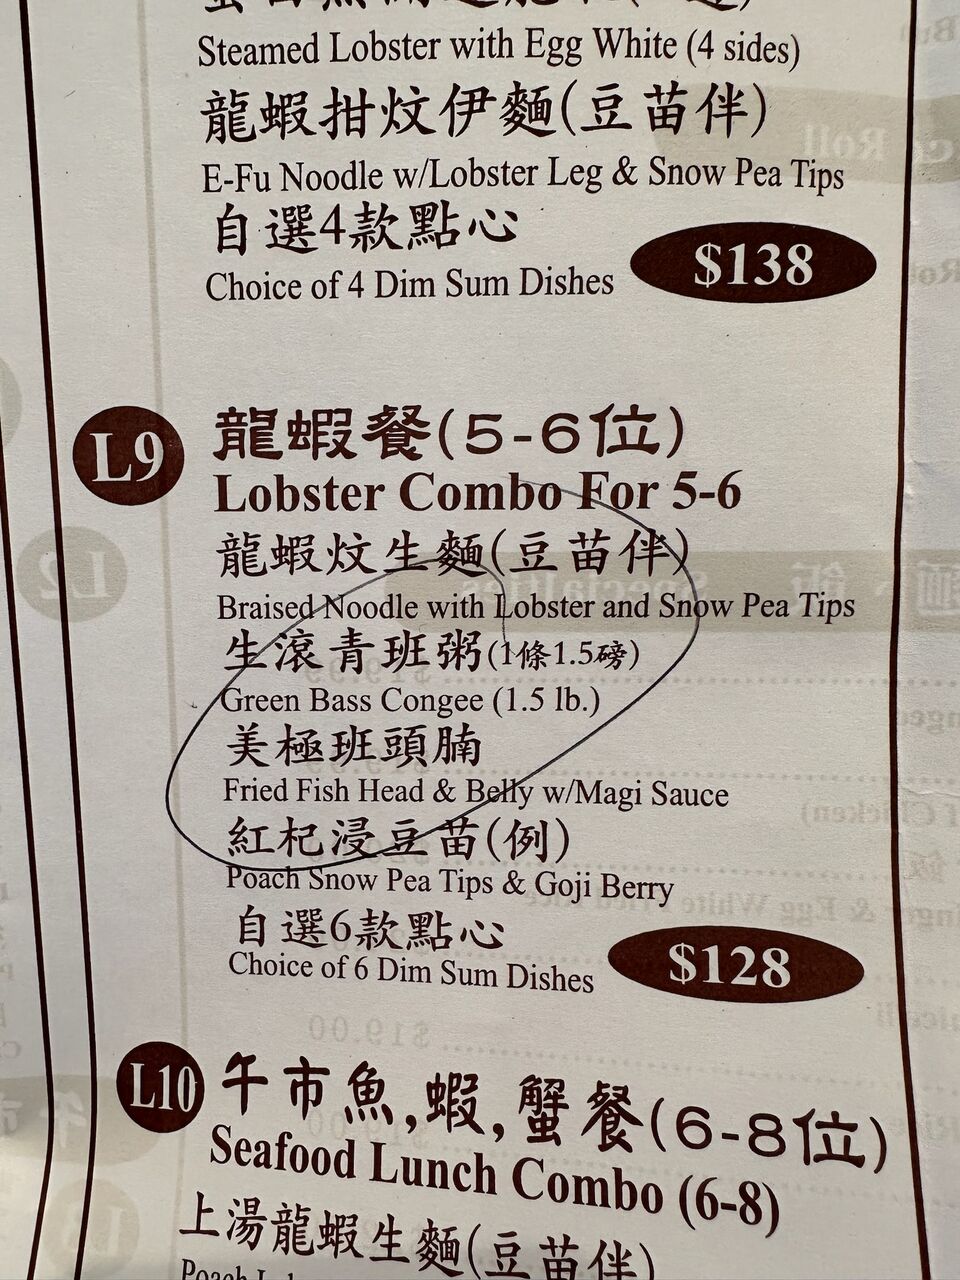 Steamed Lobster with Egg White (4 sides)
龍蝦拑炆伊麵(豆苗伴)
E-Fu Noodle w/Lobster Leg & Snow Pea Tips
自選4款點心
Choice of 4 Dim Sum Dishes
$138
L9
龍蝦餐(5-6位)
Lobster Combo For 5-6
龍蝦炆生麵(豆苗伴)
Braised Noodle with Lobster and Snow Pea Tips
生滾青班粥(1條1.5磅)
Green Bass Congee (1.5 lb.)
美極班頭腩
Fried Fish Head & Belly w/Magi Sauce
紅杞浸豆苗(例)
Poach Snow Pea Tips & Goji Berry
自選6款點心
Choice of 6 Dim Sum Dishes
$128
L10
午市魚,蝦,蟹餐(6-8位)
Seafood Lunch Combo (6-8)
上湯龍蝦生麵(豆苗伴)
Poach